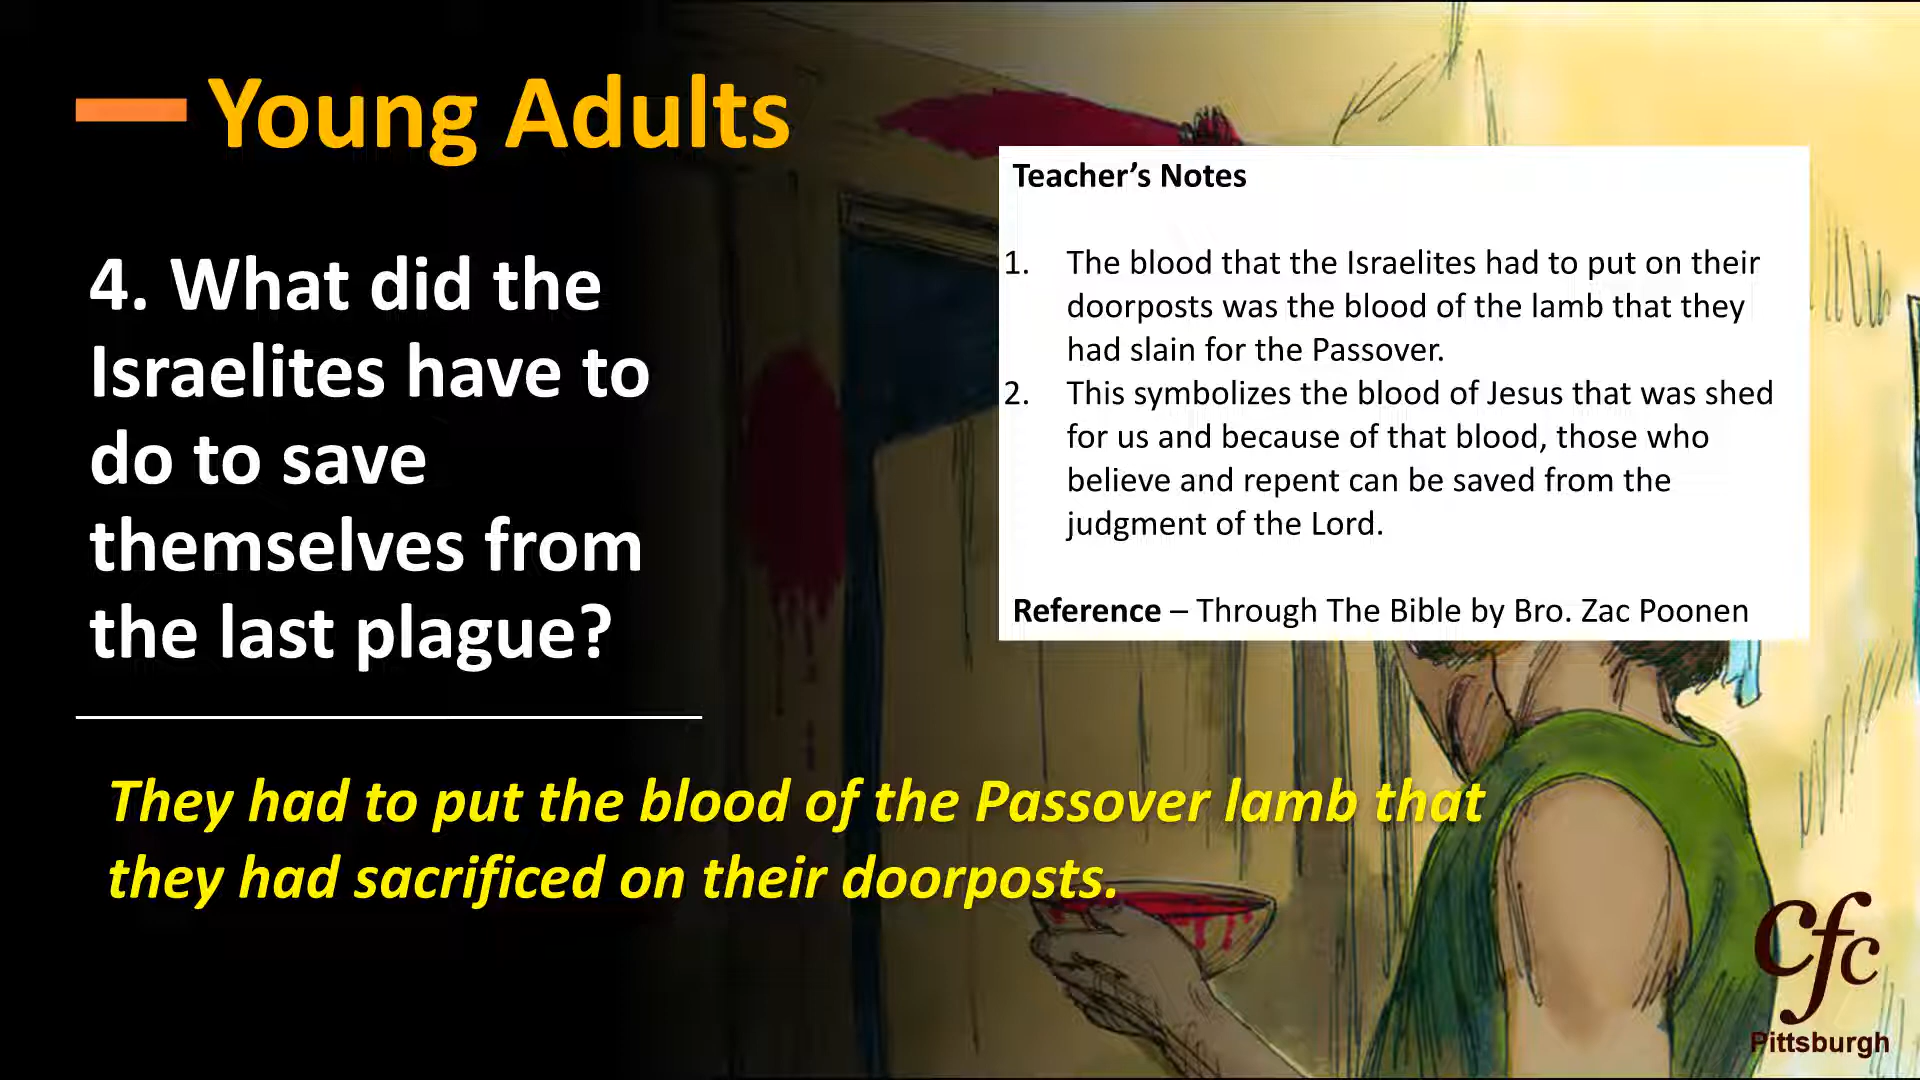 Young Adults
4. What did the
Israelites have to
do to save
themselves from
the last plague?
They had to put the blood of the Passover lamb that
they had sacrificed on their doorposts.
Teacher’s Notes
1. The blood that the Israelites had to put on their
doorposts was the blood of the lamb that they
had slain for the Passover.
2. This symbolizes the blood of Jesus that was shed
for us and because of that blood, those who
believe and repent can be saved from the
judgment of the Lord.
Reference – Through The Bible by Bro. Zac Poonen
cfc
Pittsburgh